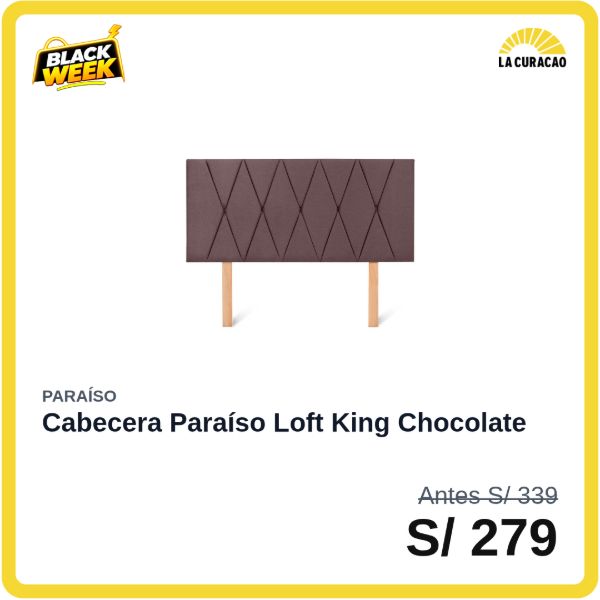 BLACK
WEEK
LA CURACAO
PARAÍSO
Cabecera Paraíso Loft King Chocolate
Antes S/ 339
S/ 279